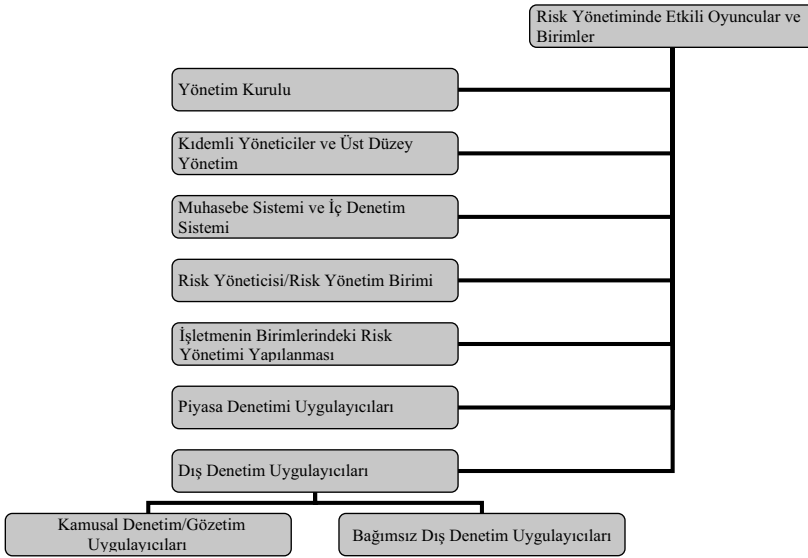 Risk Yönetiminde Etkili Oyuncular ve
Birimler
Yönetim Kurulu
Kıdemli Yöneticiler ve Üst Düzey
Yönetim
Muhasebe Sistemi ve İç Denetim
Sistemi
Risk Yöneticisi/Risk Yönetim Birimi
İşletmenin Birimlerindeki Risk
Yönetimi Yapılanması
Piyasa Denetimi Uygulayıcıları
Dış Denetim Uygulayıcıları
Kamusal Denetim/Gözetim
Uygulayıcıları
Bağımsız Dış Denetim Uygulayıcıları